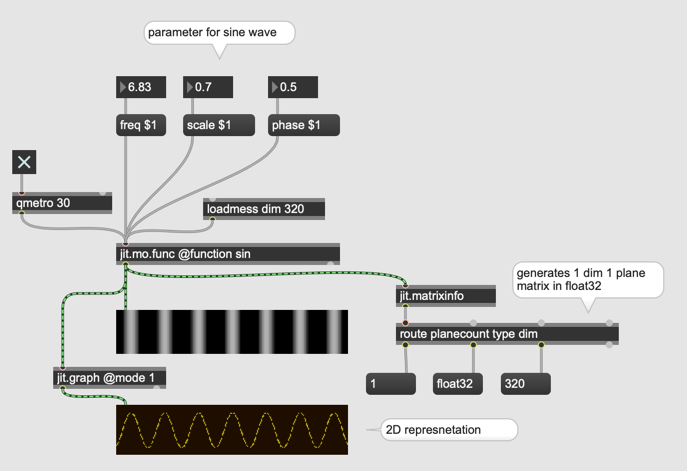 parameter for sine wave
6.83
0.7
0.5
freq $1
scale $1
phase $1
qmetro 30
loadmess dim 320
jit.mo.func @function sin
generates 1 dim 1 plane
matrix in float32
jit.matrixinfo
route planecount type dim
jit.graph @mode 1
1
float32
320
2D represnetation